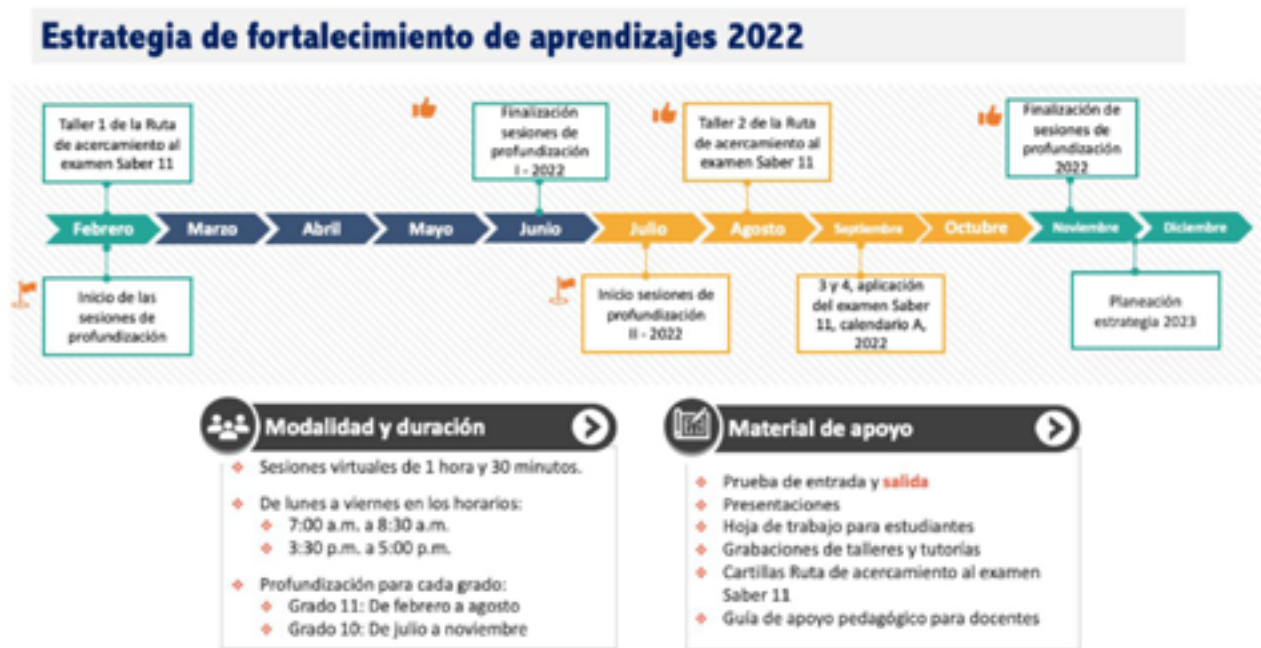 Estrategia de fortalecimiento de aprendizajes 2022
Taller 1 de la Ruta
de acercamiento al
examen Saber 11
Finalización
sesiones de
profundización
I - 2022
Taller 2 de la Ruta
de acercamiento al
examen Saber 11
Finalización de
sesiones de
profundización
2022
Febrero
Marzo
Abril
Mayo
Junio
Julio
Agosto
Septiembre
Octubre
Noviembre
Diciembre
Inicio de las
sesiones de
profundización
Inicio sesiones de
profundización
II - 2022
3 y 4, aplicación
del examen Saber
11, calendario A,
2022
Planeación
estrategia 2023
Modalidad y duración
Sesiones virtuales de 1 hora y 30 minutos.
De lunes a viernes en los horarios:
7:00 a.m. a 8:30 a.m.
3:30 p.m. a 5:00 p.m.
Profundización para cada grado:
Grado 11: De febrero a agosto
Grado 10: De julio a noviembre
Material de apoyo
Prueba de entrada y salida
Presentaciones
Hoja de trabajo para estudiantes
Grabaciones de talleres y tutorías
Cartillas Ruta de acercamiento al examen
Saber 11
Guía de apoyo pedagógico para docentes